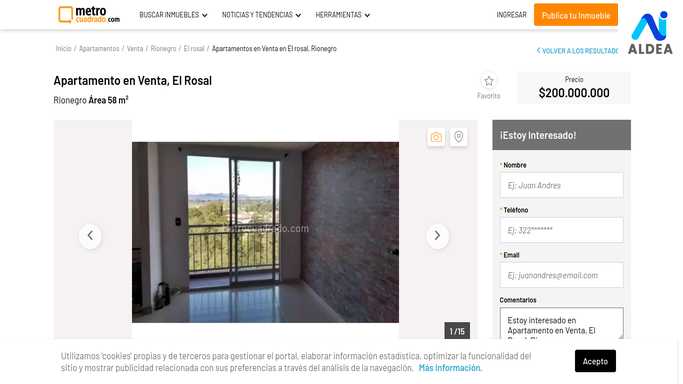 metro
cuadrado.com
BUSCAR INMUEBLES
NOTICIAS Y TENDENCIAS
HERRAMIENTAS
INGRESAR
Publica tu Inmueble
ALDEA
Inicio / Apartamentos / Venta / Rionegro / El rosal / Apartamentos en Venta en El rosal, Rionegro
VOLVER A LOS RESULTAD
Apartamento en Venta, El Rosal
Rionegro Área 58 m²
Favorito
Precio
$200.000.000
metrocuadrado.com
1 /15
¡Estoy Interesado!
* Nombre
Ej: Juan Andres
* Teléfono
Ej: 322*******
* Email
Ej: juanandres@email.com
Comentarios
Estoy interesado en
Apartamento en Venta, El
Utilizamos 'cookies' propias y de terceros para gestionar el portal, elaborar información estadística, optimizar la funcionalidad del
sitio y mostrar publicidad relacionada con sus preferencias a través del análisis de la navegación. Más Información.
Acepto